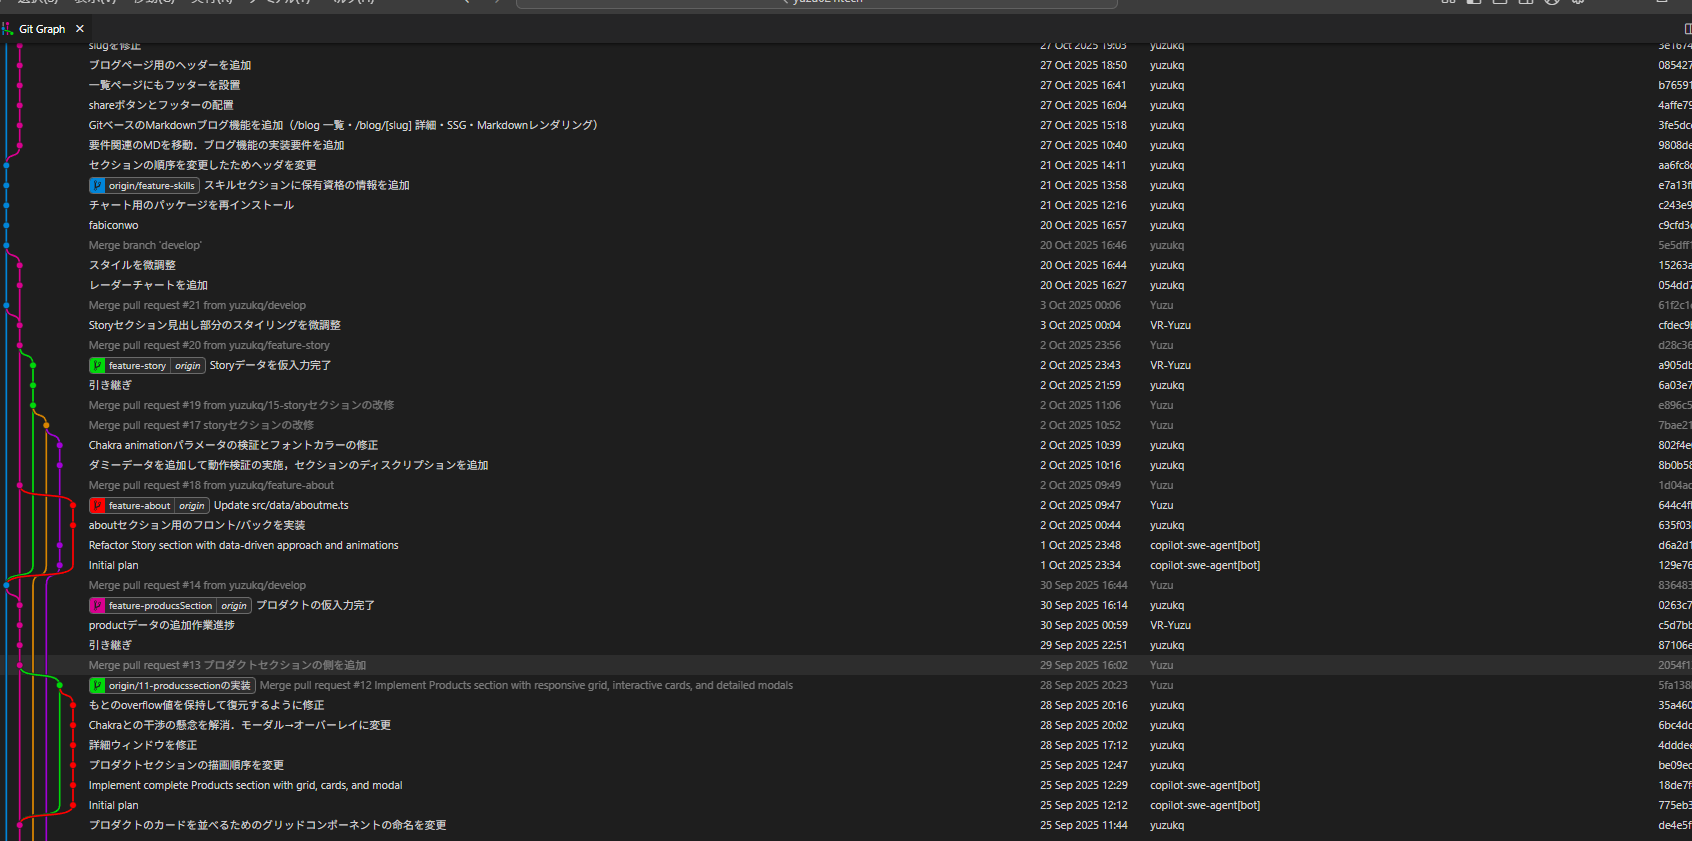 Git Graph
slugを修正 27 Oct 2025 19:03 yuzukq 3e1674
ブログページ用のヘッダーを追加 27 Oct 2025 18:50 yuzukq 085427
一覧ページにもフッターを設置 27 Oct 2025 16:41 yuzukq b76591
shareボタンとフッターの配置 27 Oct 2025 16:04 yuzukq 4affe79
GitベースのMarkdownブログ機能を追加（/blog 一覧・/blog/[slug] 詳細・SSG・Markdownレンダリング） 27 Oct 2025 15:18 yuzukq 3fe5dc
要件関連のMDを移動．ブログ機能の実装要件を追加 27 Oct 2025 10:40 yuzukq 9808de
セクションの順序を変更したためヘッダを変更 21 Oct 2025 14:11 yuzukq aa6fc8
origin/feature-skills スキルセクションに保有資格の情報を追加 21 Oct 2025 13:58 yuzukq e7a13f
チャート用のパッケージを再インストール 21 Oct 2025 12:16 yuzukq c243e9
fabiconwo 20 Oct 2025 16:57 yuzukq c9cfd3
Merge branch 'develop' 20 Oct 2025 16:46 yuzukq 5e5dff
スタイルを微調整 20 Oct 2025 16:44 yuzukq 15263a
レーダーチャートを追加 20 Oct 2025 16:27 yuzukq 054dd7
Merge pull request #21 from yuzukq/develop 3 Oct 2025 00:06 Yuzu 61f2c1
Storyセクション見出し部分のスタイリングを微調整 3 Oct 2025 00:04 VR-Yuzu cfdec9
Merge pull request #20 from yuzukq/feature-story 2 Oct 2025 23:56 Yuzu d28c36
feature-story origin Storyデータを仮入力完了 2 Oct 2025 23:43 VR-Yuzu a905db
引き継ぎ 2 Oct 2025 21:59 yuzukq 6a03e7
Merge pull request #19 from yuzukq/15-storyセクションの改修 2 Oct 2025 11:06 Yuzu e896c5
Merge pull request #17 storyセクションの改修 2 Oct 2025 10:52 Yuzu 7bae21
Chakra animationパラメータの検証とフォントカラーの修正 2 Oct 2025 10:39 yuzukq 802f4e
ダミーデータを追加して動作検証の実施，セクションのディスクリプションを追加 2 Oct 2025 10:16 yuzukq 8b0b58
Merge pull request #18 from yuzukq/feature-about 2 Oct 2025 09:49 Yuzu 1d04ac
feature-about origin Update src/data/aboutme.ts 2 Oct 2025 09:47 Yuzu 644c4f
aboutセクション用のフロント/バックを実装 2 Oct 2025 00:44 yuzukq 635f03
Refactor Story section with data-driven approach and animations 1 Oct 2025 23:48 copilot-swe-agent[bot] d6a2d1
Initial plan 1 Oct 2025 23:34 copilot-swe-agent[bot] 129e76
Merge pull request #14 from yuzukq/develop 30 Sep 2025 16:44 Yuzu 836483
feature-producsSection origin プロダクトの仮入力完了 30 Sep 2025 16:14 yuzukq 0263c7
productデータの追加作業進捗 30 Sep 2025 00:59 VR-Yuzu c5d7bb
引き継ぎ 29 Sep 2025 22:51 yuzukq 87106e
Merge pull request #13 プロダクトセクションの側を追加 29 Sep 2025 16:02 Yuzu 2054f1
origin/11-producssectionの実装 Merge pull request #12 Implement Products section with responsive grid, interactive cards, and detailed modals 28 Sep 2025 20:23 Yuzu 5fa138
もとのoverflow値を保持して復元するように修正 28 Sep 2025 20:16 yuzukq 35a460
Chakraとの干渉の懸念を解消．モーダル→オーバーレイに変更 28 Sep 2025 20:02 yuzukq 6bc4dc
詳細ウィンドウを修正 28 Sep 2025 17:12 yuzukq 4dddee
プロダクトセクションの描画順序を変更 25 Sep 2025 12:47 yuzukq be09ec
Implement complete Products section with grid, cards, and modal 25 Sep 2025 12:29 copilot-swe-agent[bot] 18de7f
Initial plan 25 Sep 2025 12:12 copilot-swe-agent[bot] 775eb3
プロダクトのカードを並べるためのグリッドコンポーネントの命名を変更 25 Sep 2025 11:44 yuzukq de4e5f